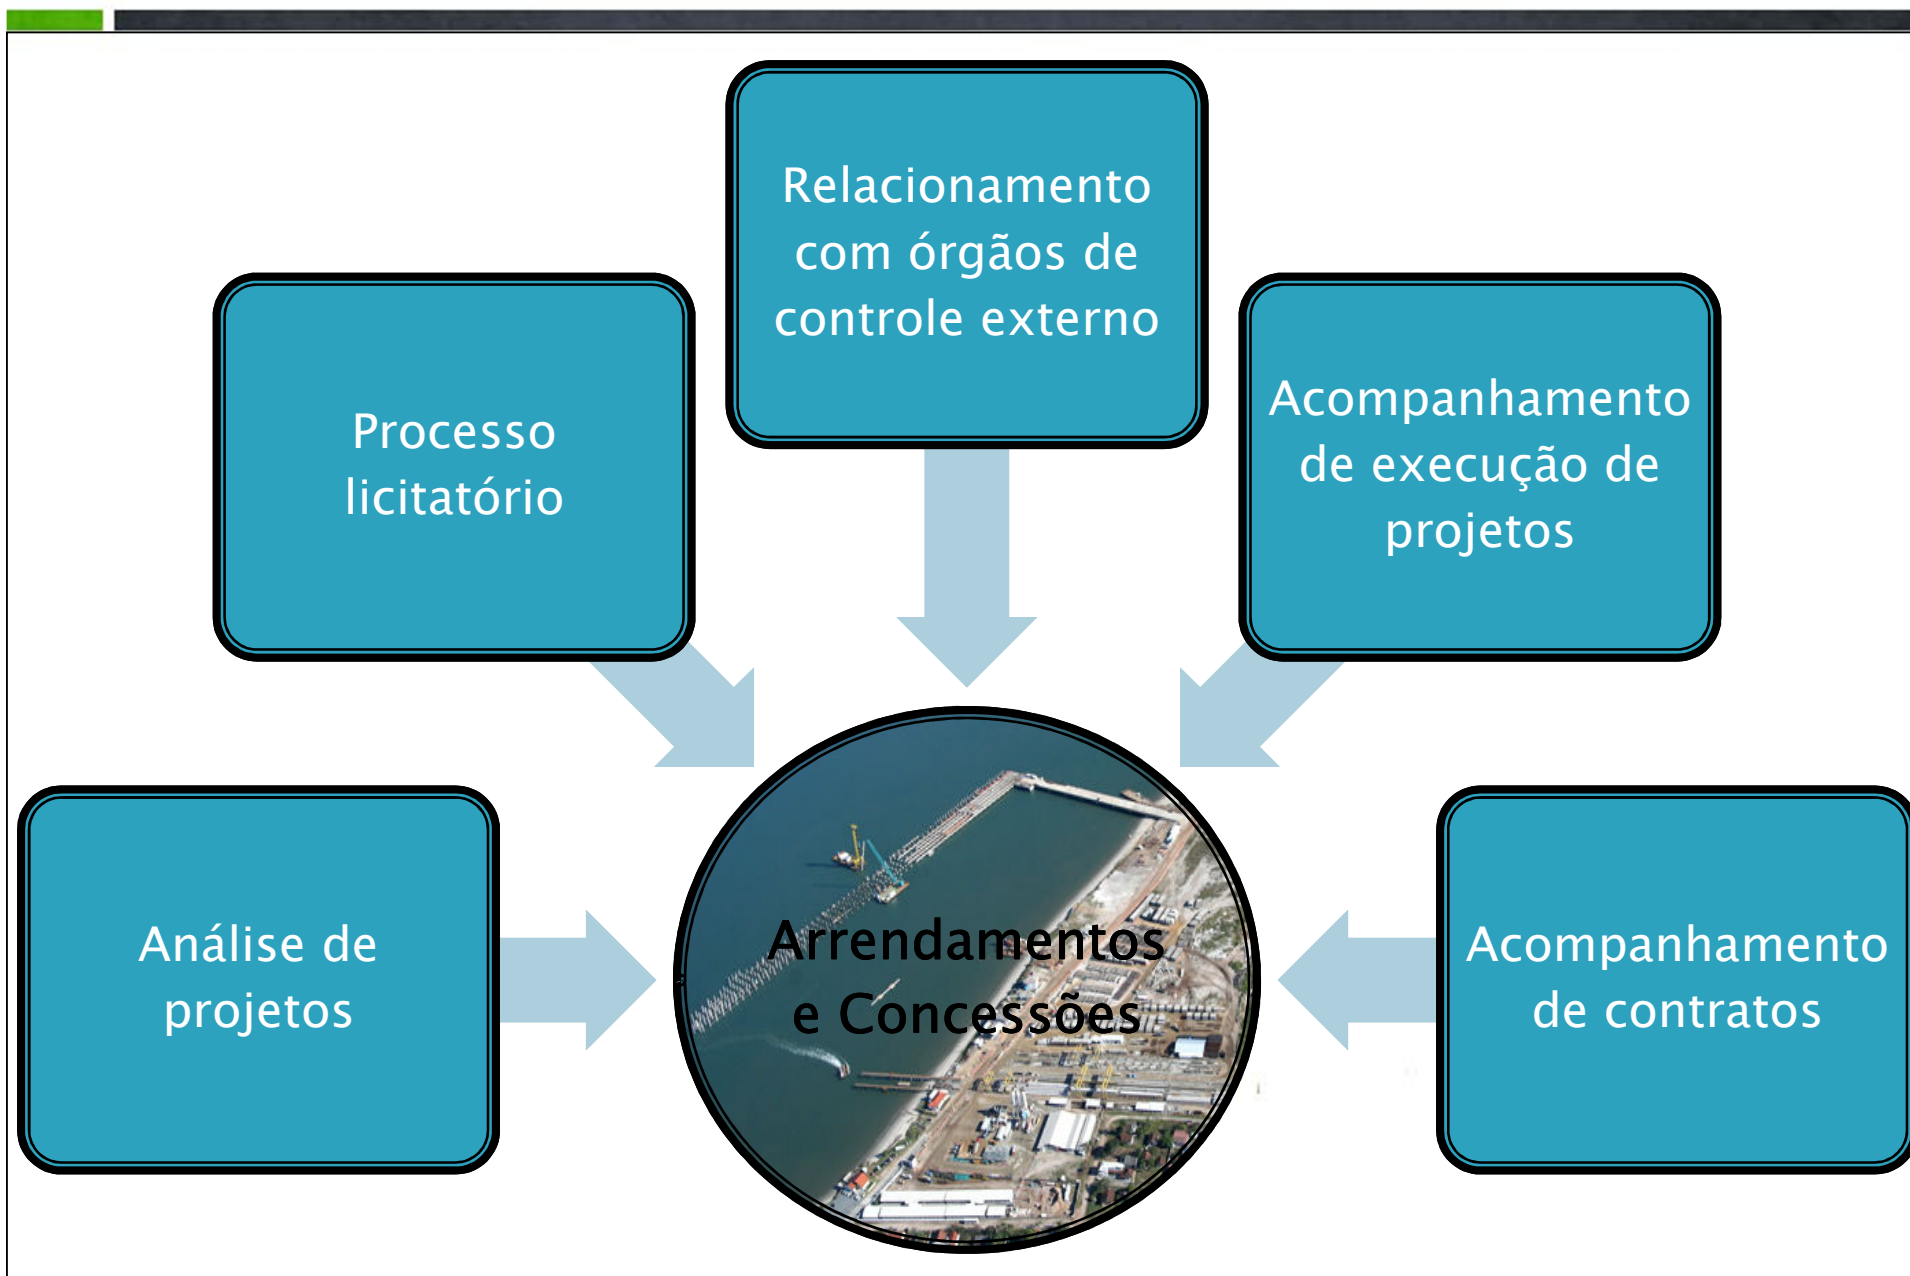 Relacionamento
com órgãos de
controle externo
Processo
licitatório
Acompanhamento
de execução de
projetos
Análise de
projetos
Arrendamentos
e Concessões
Acompanhamento
de contratos